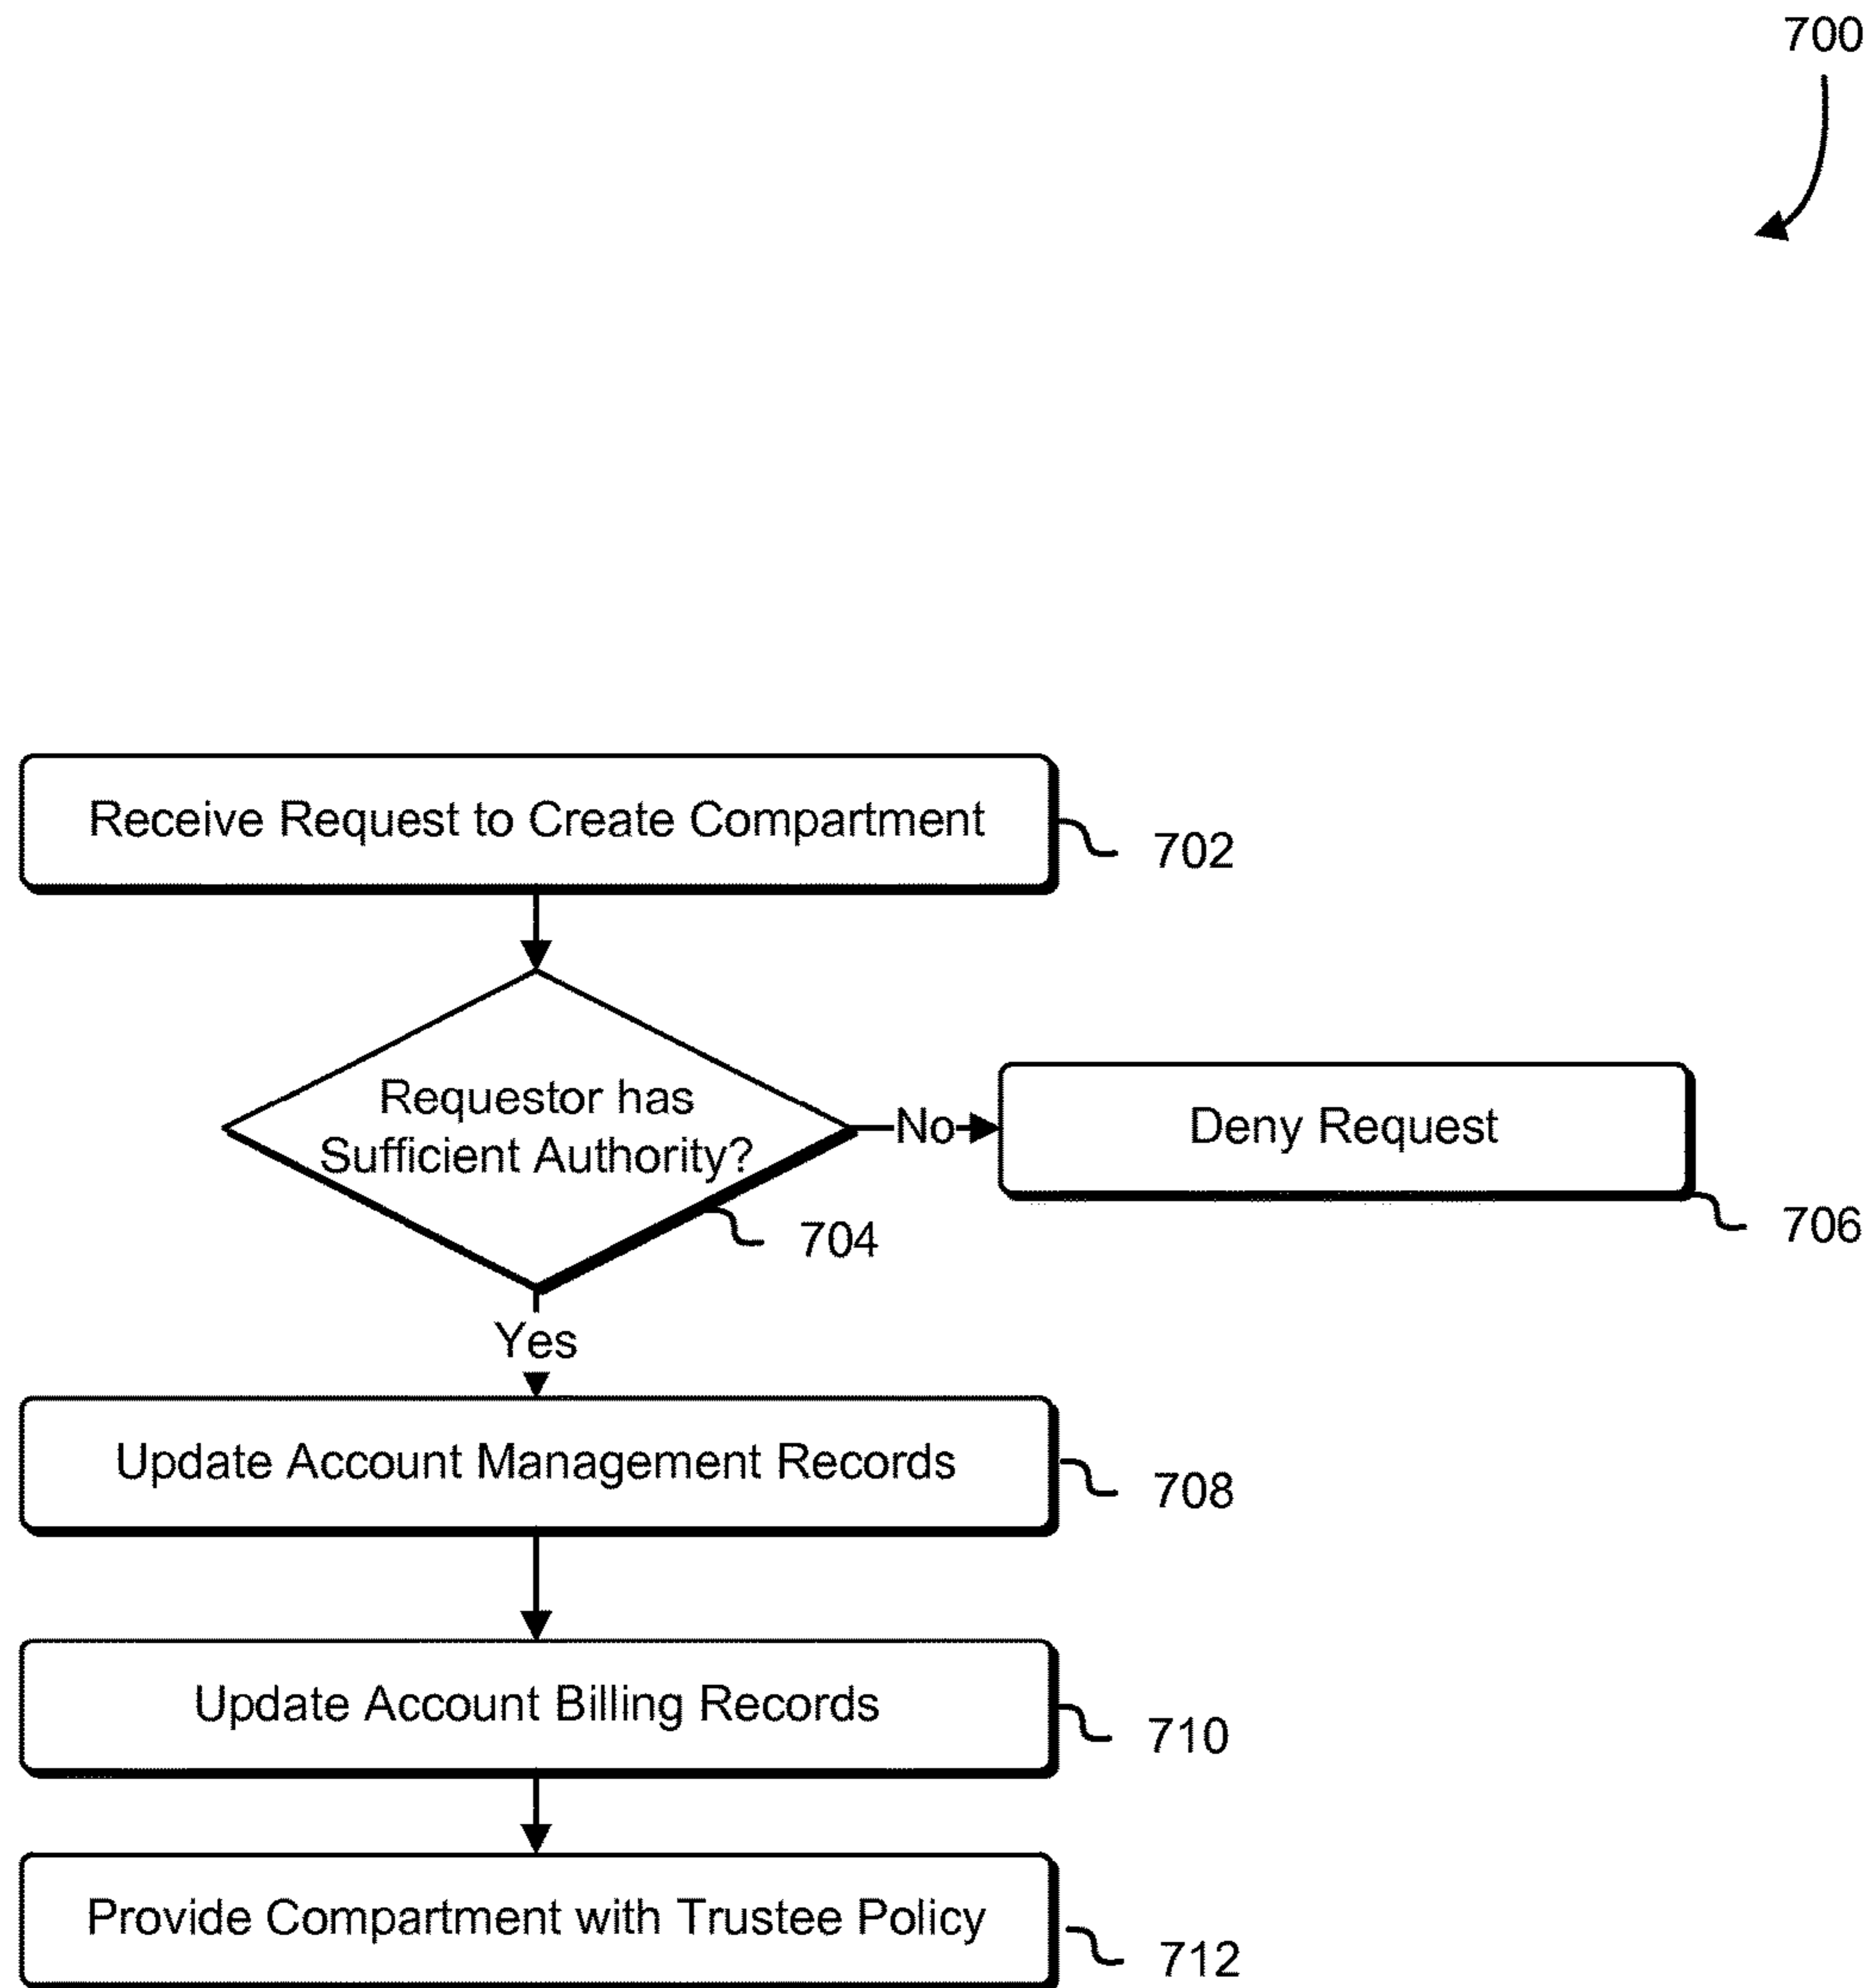 700
Receive Request to Create Compartment
702
Requestor has
Sufficient Authority?
No
Deny Request
704
706
Yes
Update Account Management Records
708
Update Account Billing Records
710
Provide Compartment with Trustee Policy
712